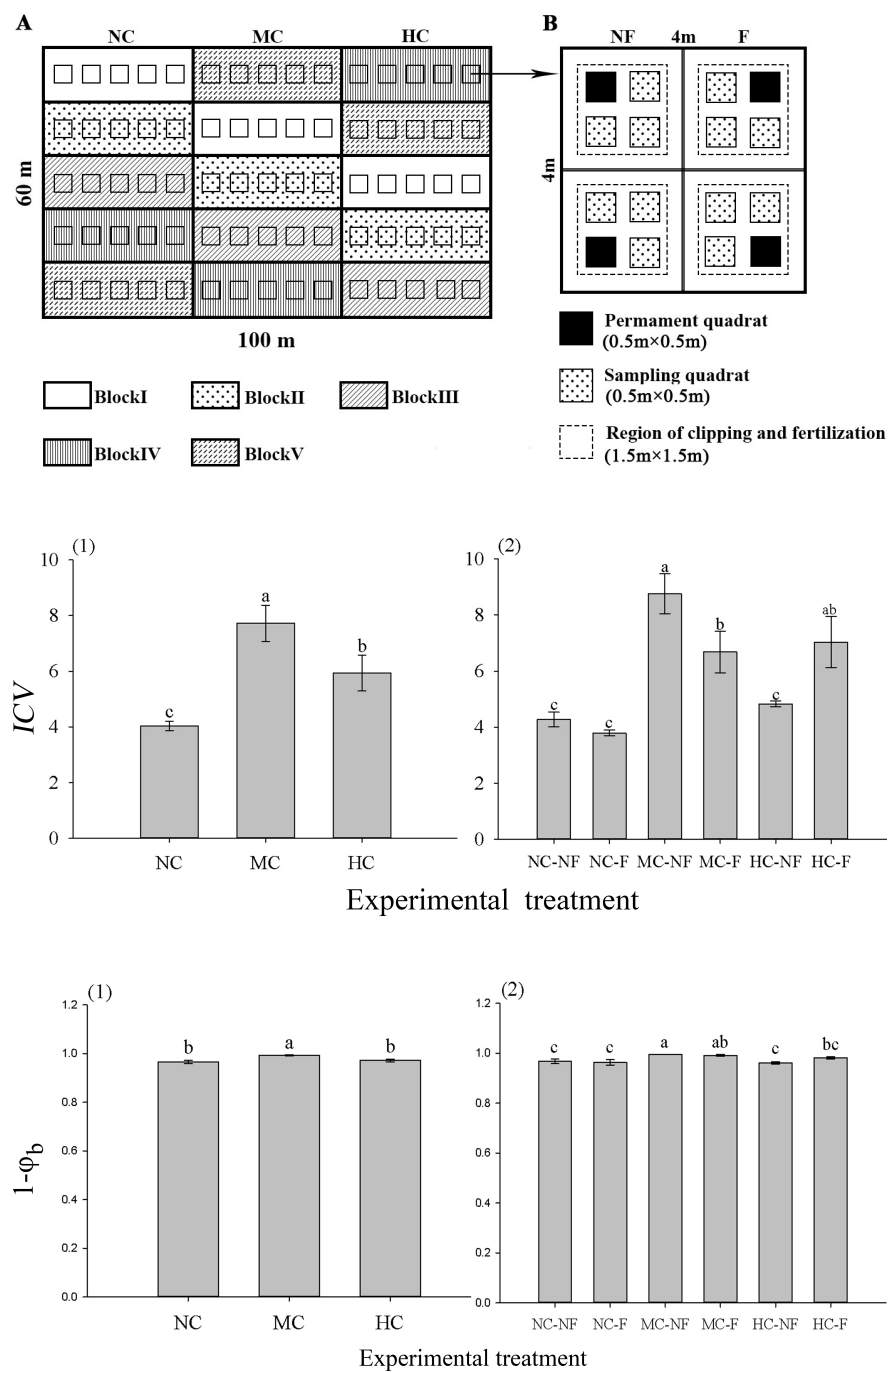 A
NC MC HC
60 m
100 m
BlockI BlockII BlockIII
BlockIV BlockV
B
NF 4m F
4m
Permament quadrat
(0.5m×0.5m)
Sampling quadrat
(0.5m×0.5m)
Region of clipping and fertilization
(1.5m×1.5m)
(1)
ICV
10
8
6
4
2
0
c a b
NC MC HC
(2)
10
8
6
4
2
0
c c a b c ab
NC-NF NC-F MC-NF MC-F HC-NF HC-F
Experimental treatment
(1)
1-φb
1.2
1.0
0.8
0.6
0.4
0.2
0.0
b a b
NC MC HC
(2)
1.2
1.0
0.8
0.6
0.4
0.2
0.0
c c a ab c bc
NC-NF NC-F MC-NF MC-F HC-NF HC-F
Experimental treatment